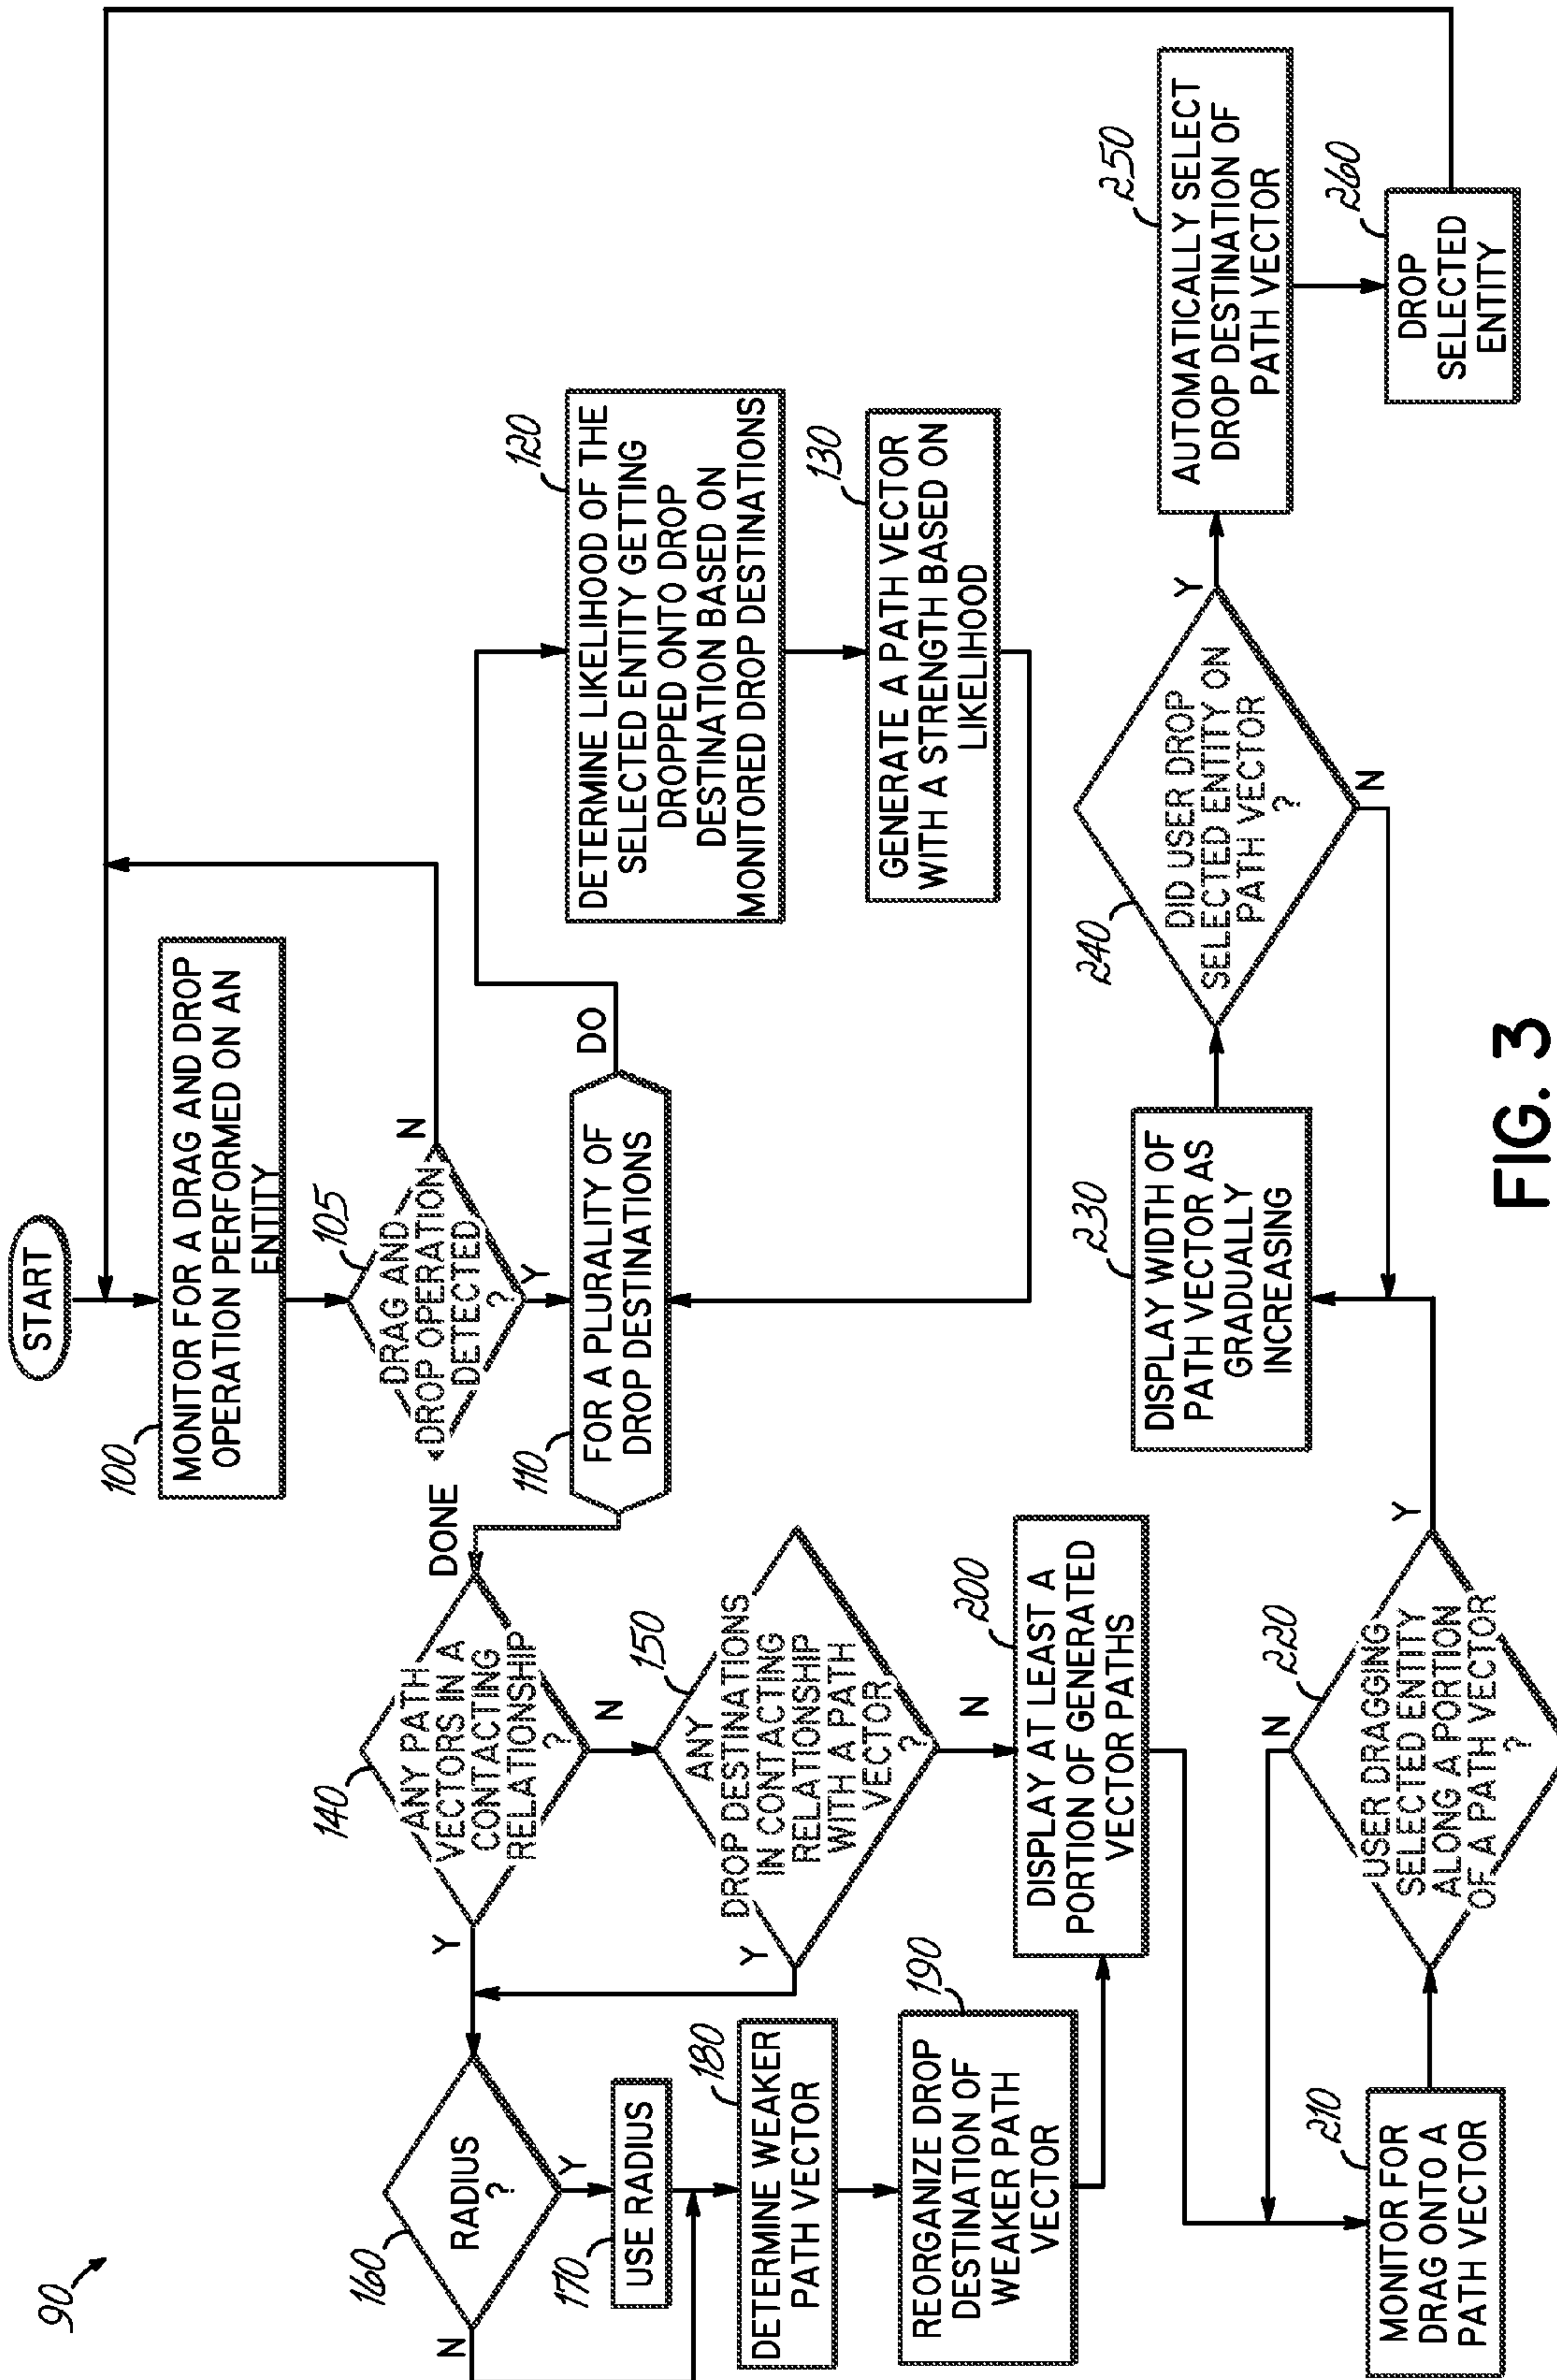 90
START
100
MONITOR FOR A DRAG AND DROP
OPERATION PERFORMED ON AN
ENTITY
105
DRAG AND
DROP OPERATION
DETECTED
?
N
Y
110
FOR A PLURALITY OF
DROP DESTINATIONS
DO
DONE
120
DETERMINE LIKELIHOOD OF THE
SELECTED ENTITY GETTING
DROPPED ONTO DROP
DESTINATION BASED ON
MONITORED DROP DESTINATIONS
130
GENERATE A PATH VECTOR
WITH A STRENGTH BASED ON
LIKELIHOOD
140
ANY PATH
VECTORS IN A
CONTACTING
RELATIONSHIP
?
Y
N
150
ANY
DROP DESTINATIONS
IN CONTACTING
RELATIONSHIP
WITH A PATH
VECTOR
?
Y
N
160
RADIUS
?
N
Y
170
USE RADIUS
180
DETERMINE WEAKER
PATH VECTOR
190
REORGANIZE DROP
DESTINATION OF
WEAKER PATH
VECTOR
200
DISPLAY AT LEAST A
PORTION OF GENERATED
VECTOR PATHS
210
MONITOR FOR
DRAG ONTO A
PATH VECTOR
220
USER DRAGGING
SELECTED ENTITY
ALONG A PORTION
OF A PATH VECTOR
?
N
Y
230
DISPLAY WIDTH OF
PATH VECTOR AS
GRADUALLY
INCREASING
240
DID USER DROP
SELECTED ENTITY ON
PATH VECTOR
?
Y
N
250
AUTOMATICALLY SELECT
DROP DESTINATION OF
PATH VECTOR
260
DROP
SELECTED
ENTITY
FIG. 3